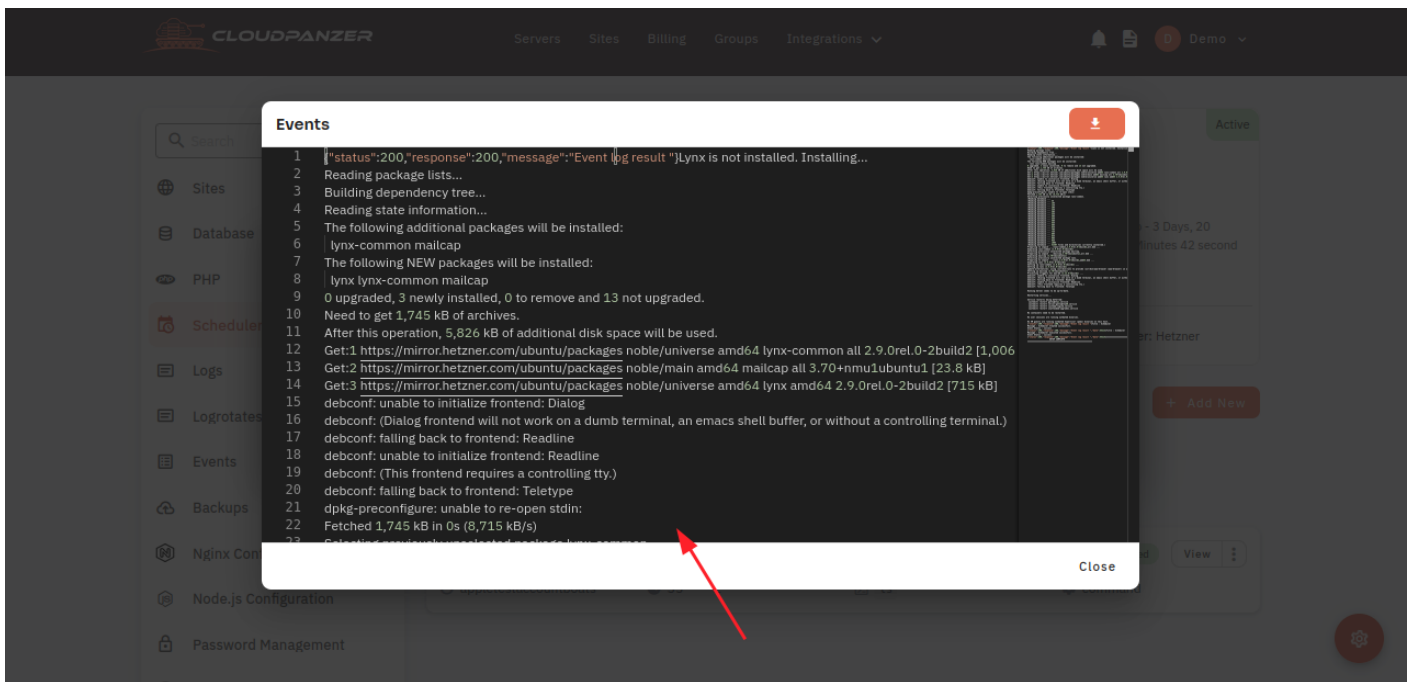 CLOUDPANZER
Servers Sites Billing Groups Integrations
D Demo
Search
Active
Events
1 {"status":200,"response":200,"message":"Event log result "}Lynx is not installed. Installing...
2 Reading package lists...
3 Building dependency tree...
4 Reading state information...
5 The following additional packages will be installed:
6 lynx-common mailcap
7 The following NEW packages will be installed:
8 lynx lynx-common mailcap
9 0 upgraded, 3 newly installed, 0 to remove and 13 not upgraded.
10 Need to get 1,745 kB of archives.
11 After this operation, 5,826 kB of additional disk space will be used.
12 Get:1 https://mirror.hetzner.com/ubuntu/packages noble/universe amd64 lynx-common all 2.9.0rel.0-2build2 [1,006
13 Get:2 https://mirror.hetzner.com/ubuntu/packages noble/main amd64 mailcap all 3.70+nmu1ubuntu1 [23.8 kB]
14 Get:3 https://mirror.hetzner.com/ubuntu/packages noble/universe amd64 lynx amd64 2.9.0rel.0-2build2 [715 kB]
15 debconf: unable to initialize frontend: Dialog
16 debconf: (Dialog frontend will not work on a dumb terminal, an emacs shell buffer, or without a controlling terminal.)
17 debconf: falling back to frontend: Readline
18 debconf: unable to initialize frontend: Readline
19 debconf: (This frontend requires a controlling tty.)
20 debconf: falling back to frontend: Teletype
21 dpkg-preconfigure: unable to re-open stdin:
22 Fetched 1,745 kB in 0s (8,715 kB/s)
23 Selecting previously unselected package lynx-common.
Close
Sites
Database
PHP
Scheduler
Logs
Logrotates
Events
Backups
Nginx Con
Node.js Configuration
Password Management
- 3 Days, 20
Minutes 42 second
er: Hetzner
+ Add New
View